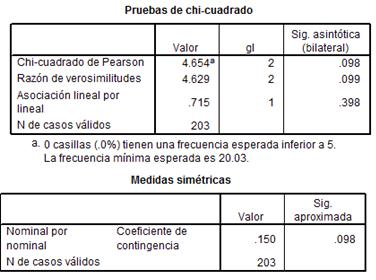 Pruebas de chi-cuadrado
Valor gl Sig. asintótica (bilateral)
Chi-cuadrado de Pearson 4.654a 2 .098
Razón de verosimilitudes 4.629 2 .099
Asociación lineal por lineal .715 1 .398
N de casos válidos 203
a. 0 casillas (.0%) tienen una frecuencia esperada inferior a 5.
La frecuencia mínima esperada es 20.03.
Medidas simétricas
Valor Sig. aproximada
Nominal por nominal Coeficiente de contingencia .150 .098
N de casos válidos 203